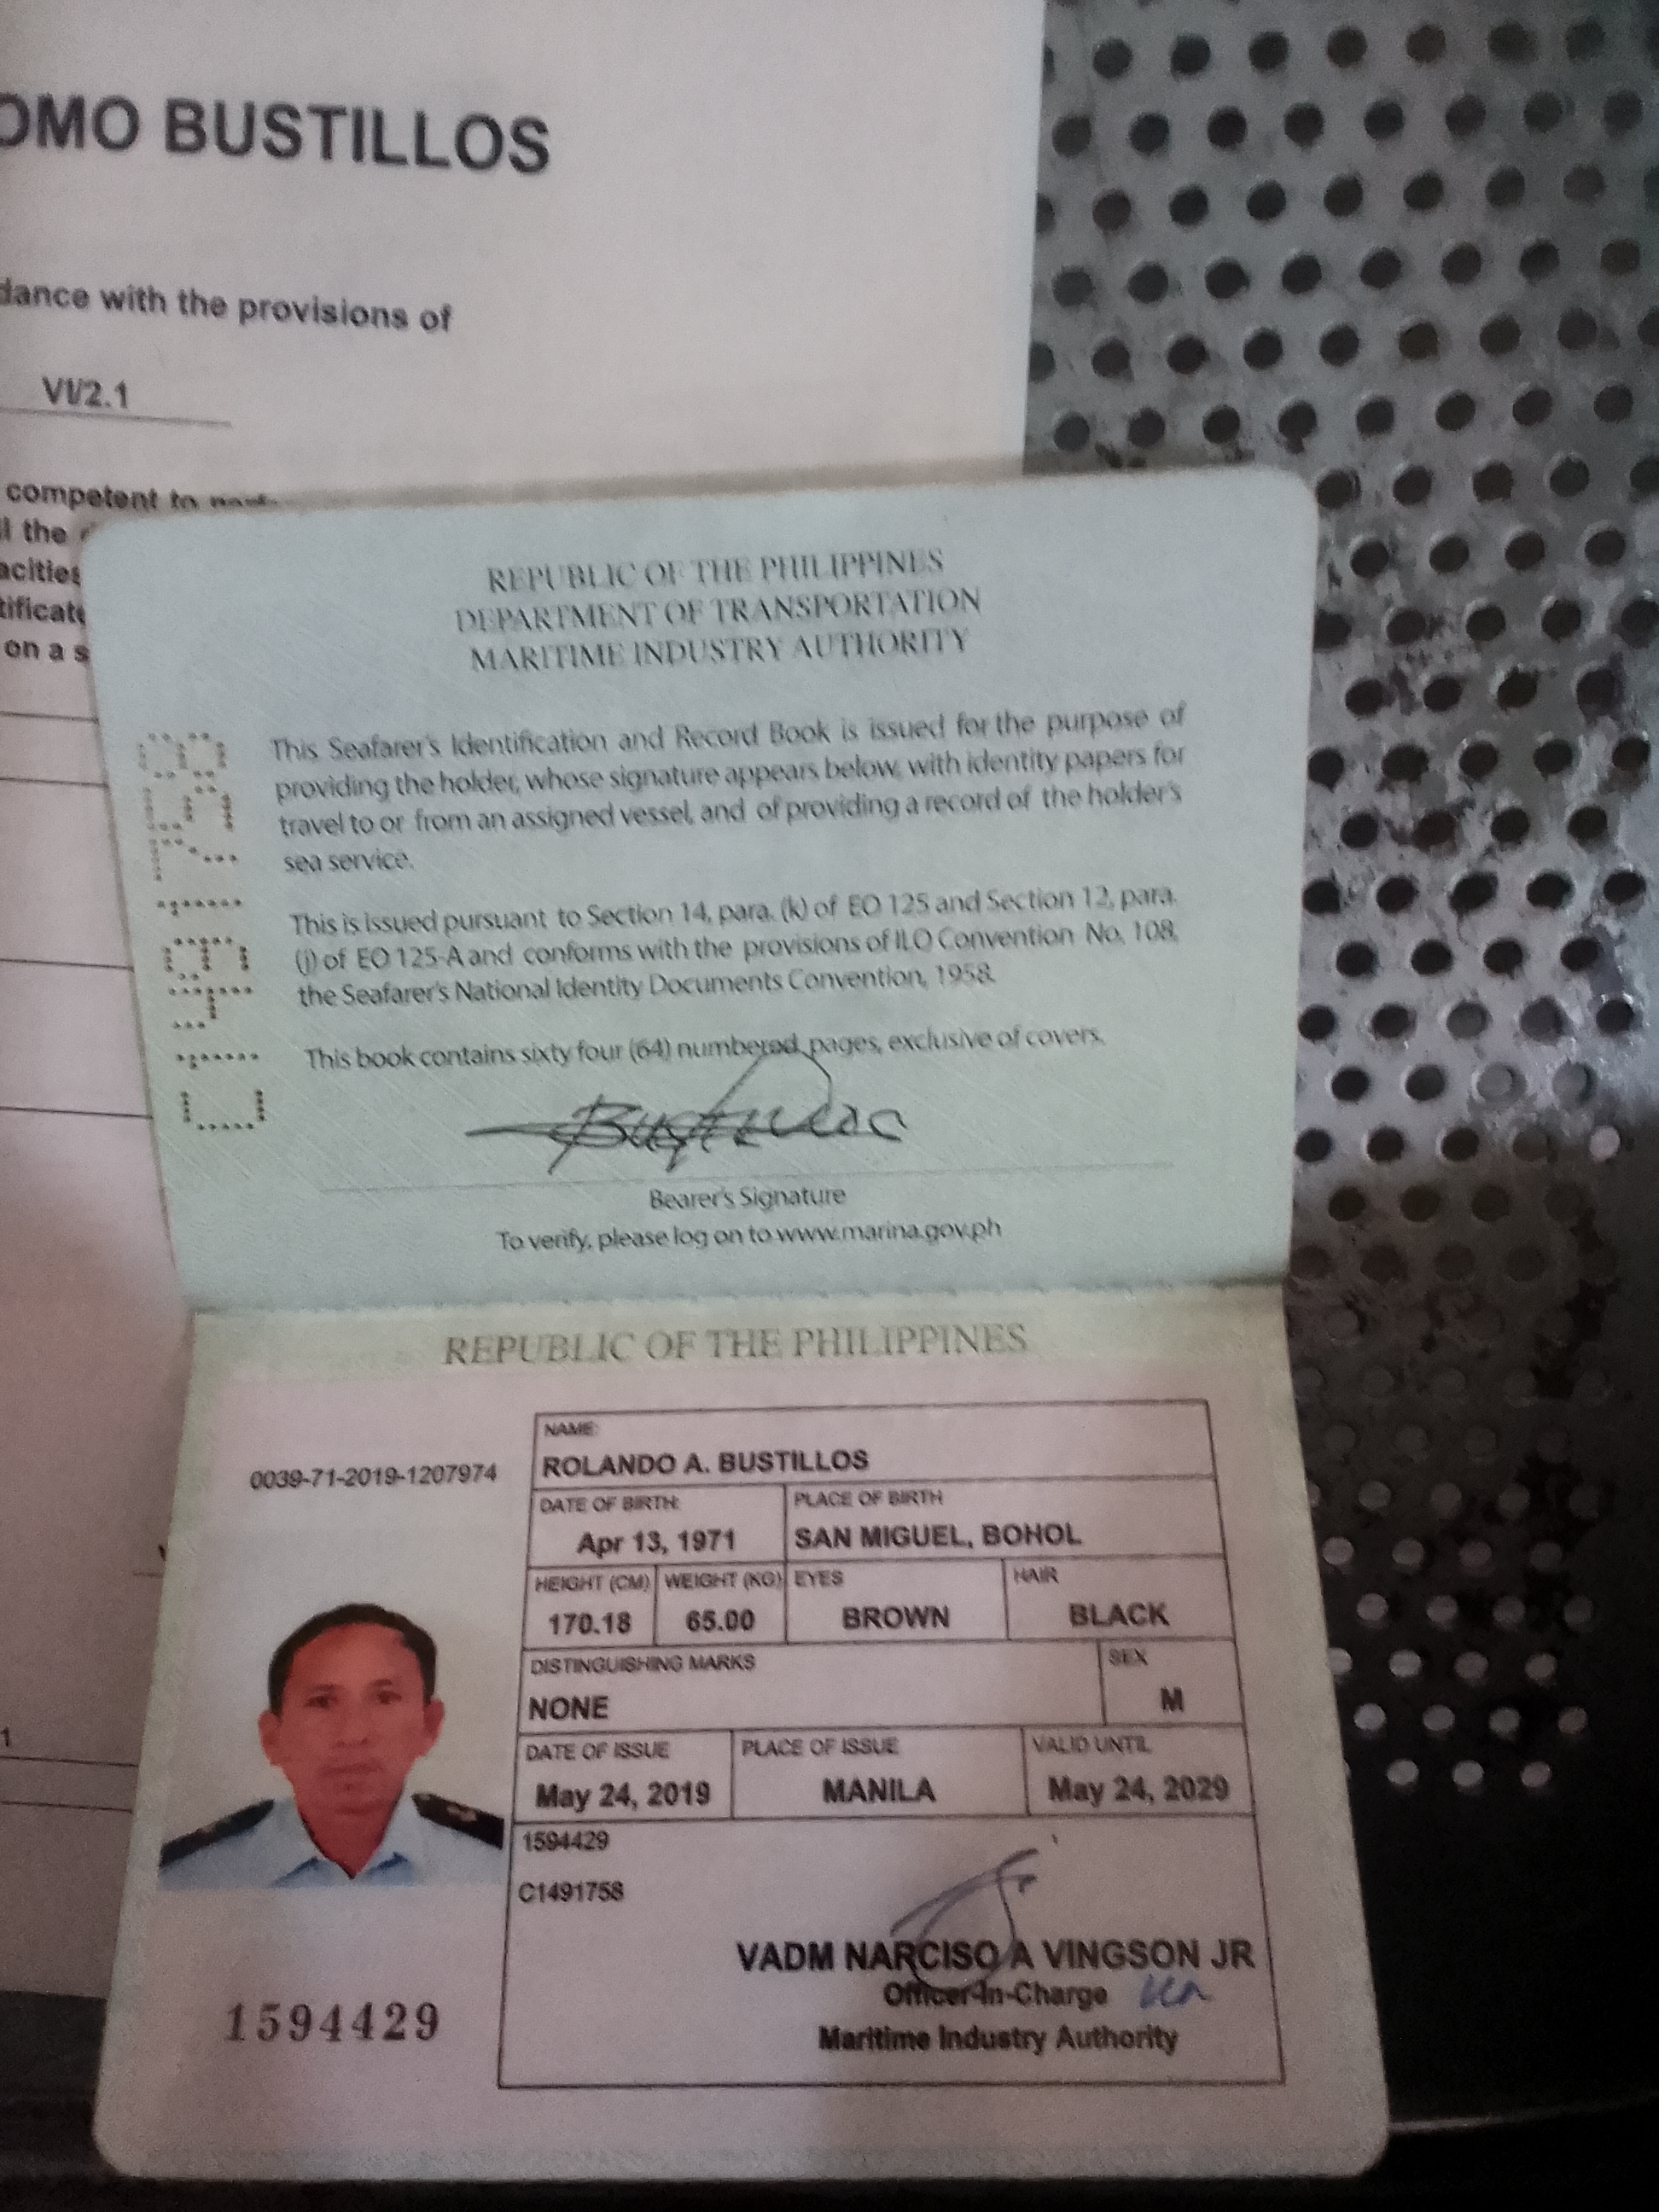 OMO BUSTILLOS
dance with the provisions of
VI/2.1
competent to
the
acities
tificate
on a s
REPUBLIC OF THE PHILIPPINES
DEPARTMENT OF TRANSPORTATION
MARITIME INDUSTRY AUTHORITY
This Seafarer's Identification and Record Book is issued for the purpose of
providing the holder, whose signature appears below, with identity papers for
travel to or from an assigned vessel, and of providing a record of the holder's
sea service.
This is issued pursuant to Section 14, para. (k) of EO 125 and Section 12, para.
(j) of EO 125-A and conforms with the provisions of ILO Convention No. 108,
the Seafarer's National Identity Documents Convention, 1958.
This book contains sixty four (64) numbered pages, exclusive of covers.
Bustillos
Bearer's Signature
To verify, please log on to www.marina.gov.ph
REPUBLIC OF THE PHILIPPINES
0039-71-2019-1207974
NAME:
ROLANDO A. BUSTILLOS
DATE OF BIRTH: PLACE OF BIRTH
Apr 13, 1971 SAN MIGUEL, BOHOL
HEIGHT (CM) WEIGHT (KG) EYES HAIR
170.18 65.00 BROWN BLACK
DISTINGUISHING MARKS SEX
NONE M
DATE OF ISSUE PLACE OF ISSUE VALID UNTIL
May 24, 2019 MANILA May 24, 2029
1594429
C1491758
VADM NARCISO A VINGSON JR
Officer-In-Charge
Maritime Industry Authority
1594429